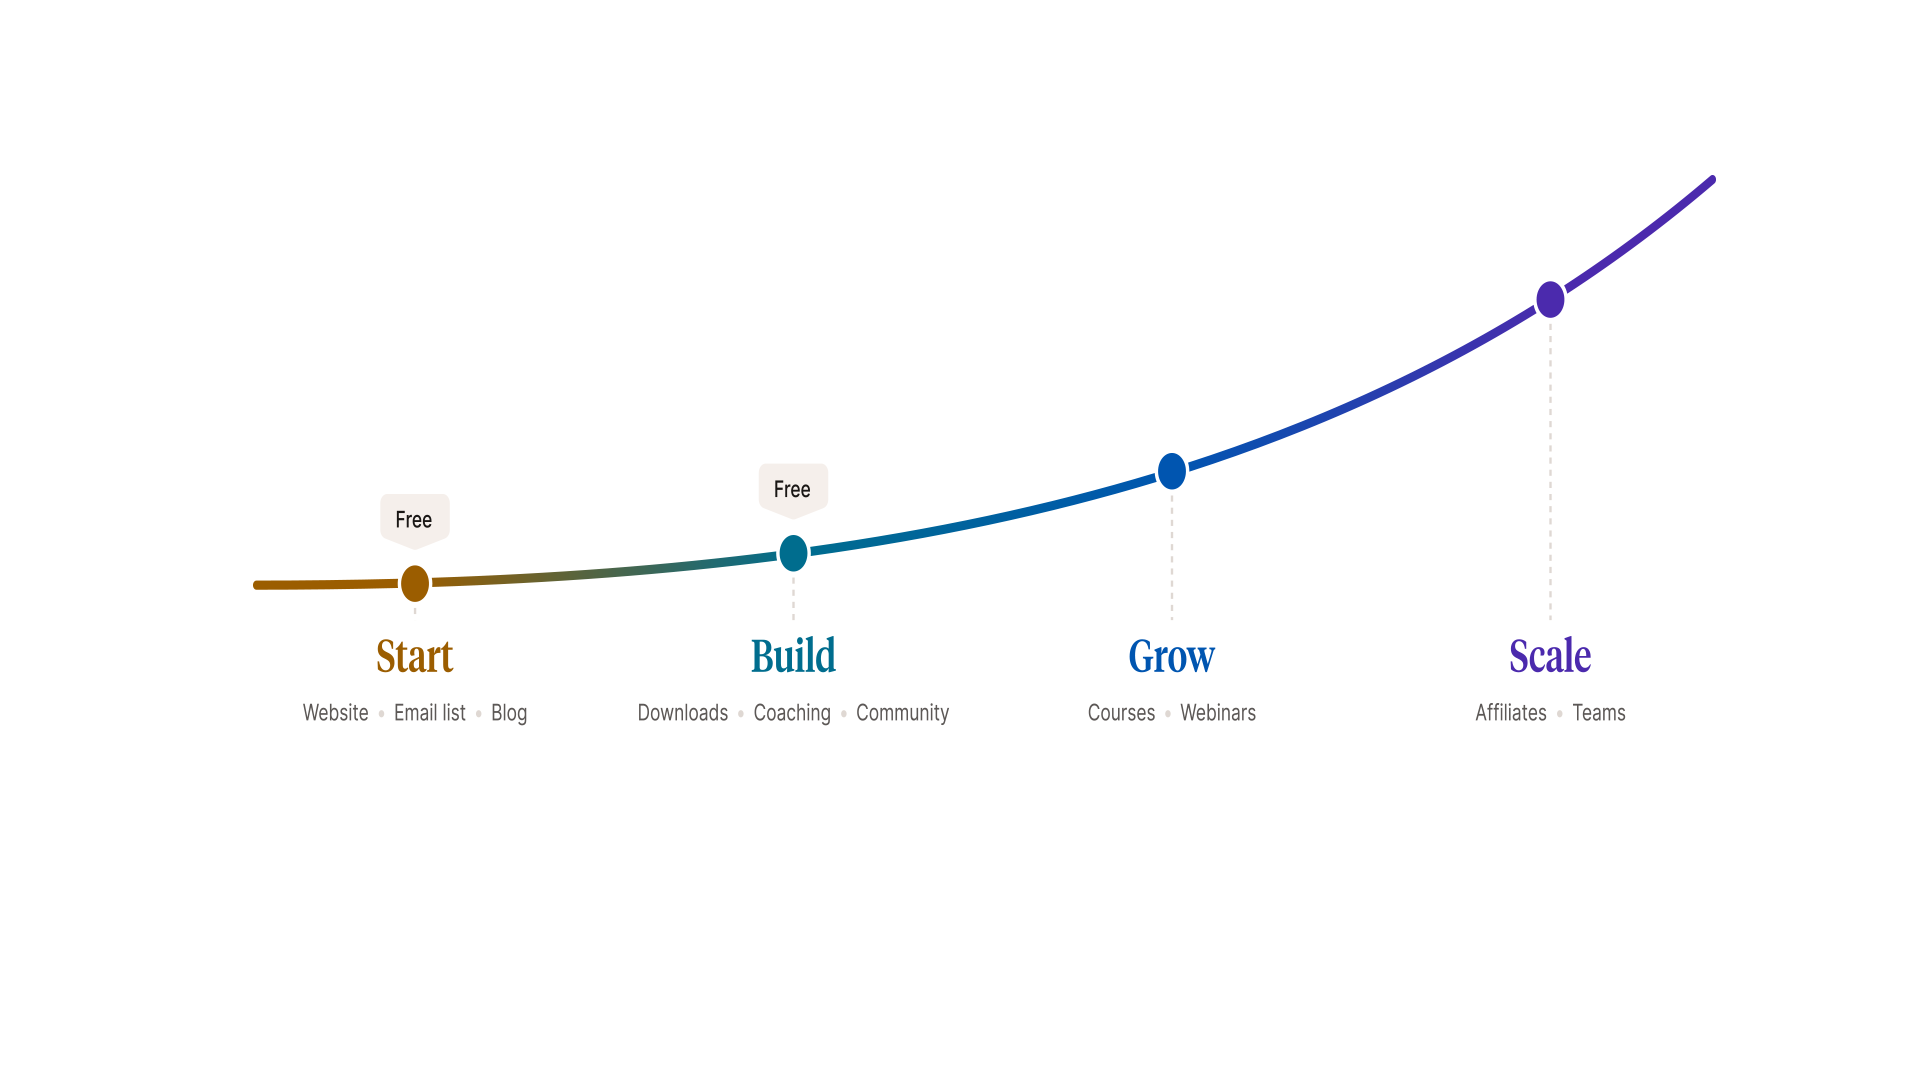 Free
Free
Start
Build
Grow
Scale
Website • Email list • Blog
Downloads • Coaching • Community
Courses • Webinars
Affiliates • Teams